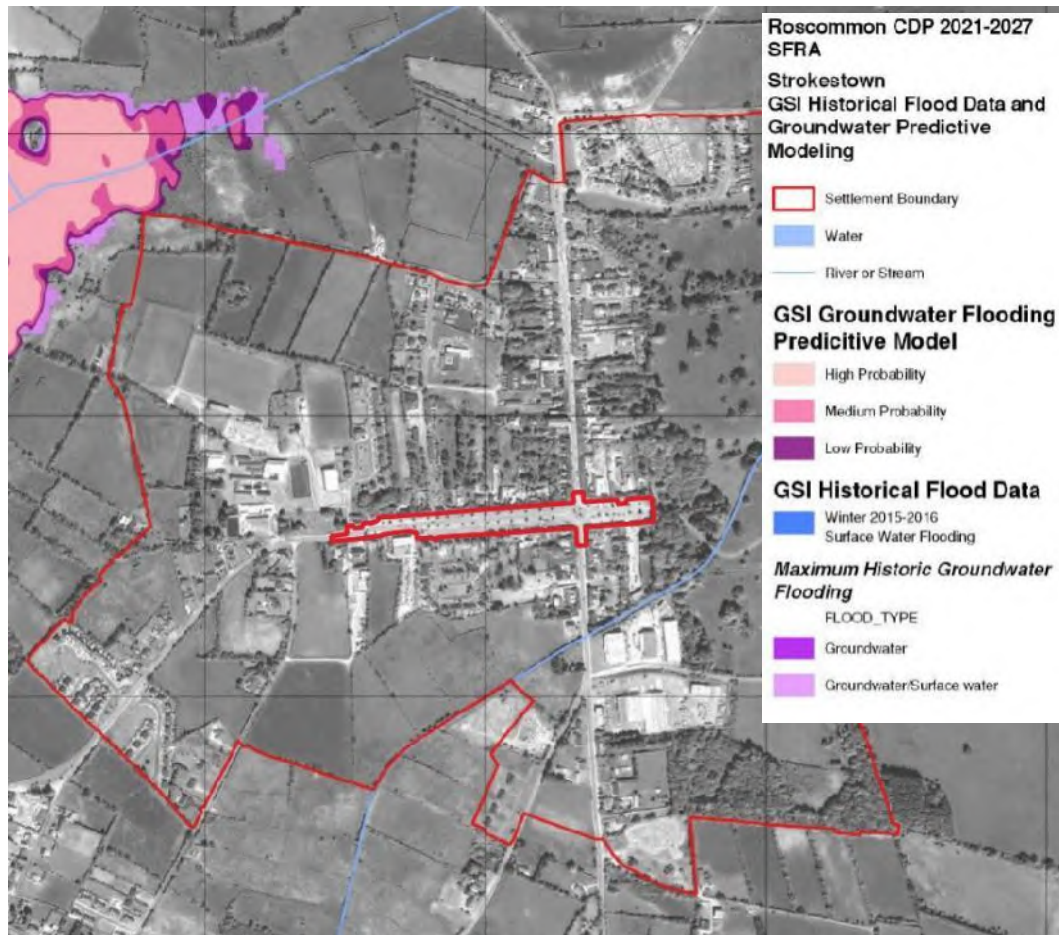 Roscommon CDP 2021-2027
SFRA
Strokestown
GSI Historical Flood Data and
Groundwater Predictive
Modeling
Settlement Boundary
Water
River or Stream
GSI Groundwater Flooding
Predicitive Model
High Probability
Medium Probability
Low Probability
GSI Historical Flood Data
Winter 2015-2016
Surface Water Flooding
Maximum Historic Groundwater
Flooding
FLOOD_TYPE
Groundwater
Groundwater/Surface water